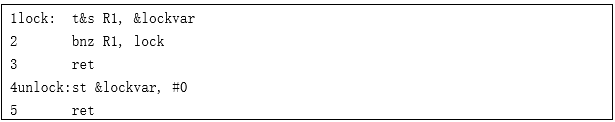 1lock:  t&s R1, &lockvar
2       bnz R1, lock
3       ret
4unlock:st &lockvar, #0
5       ret